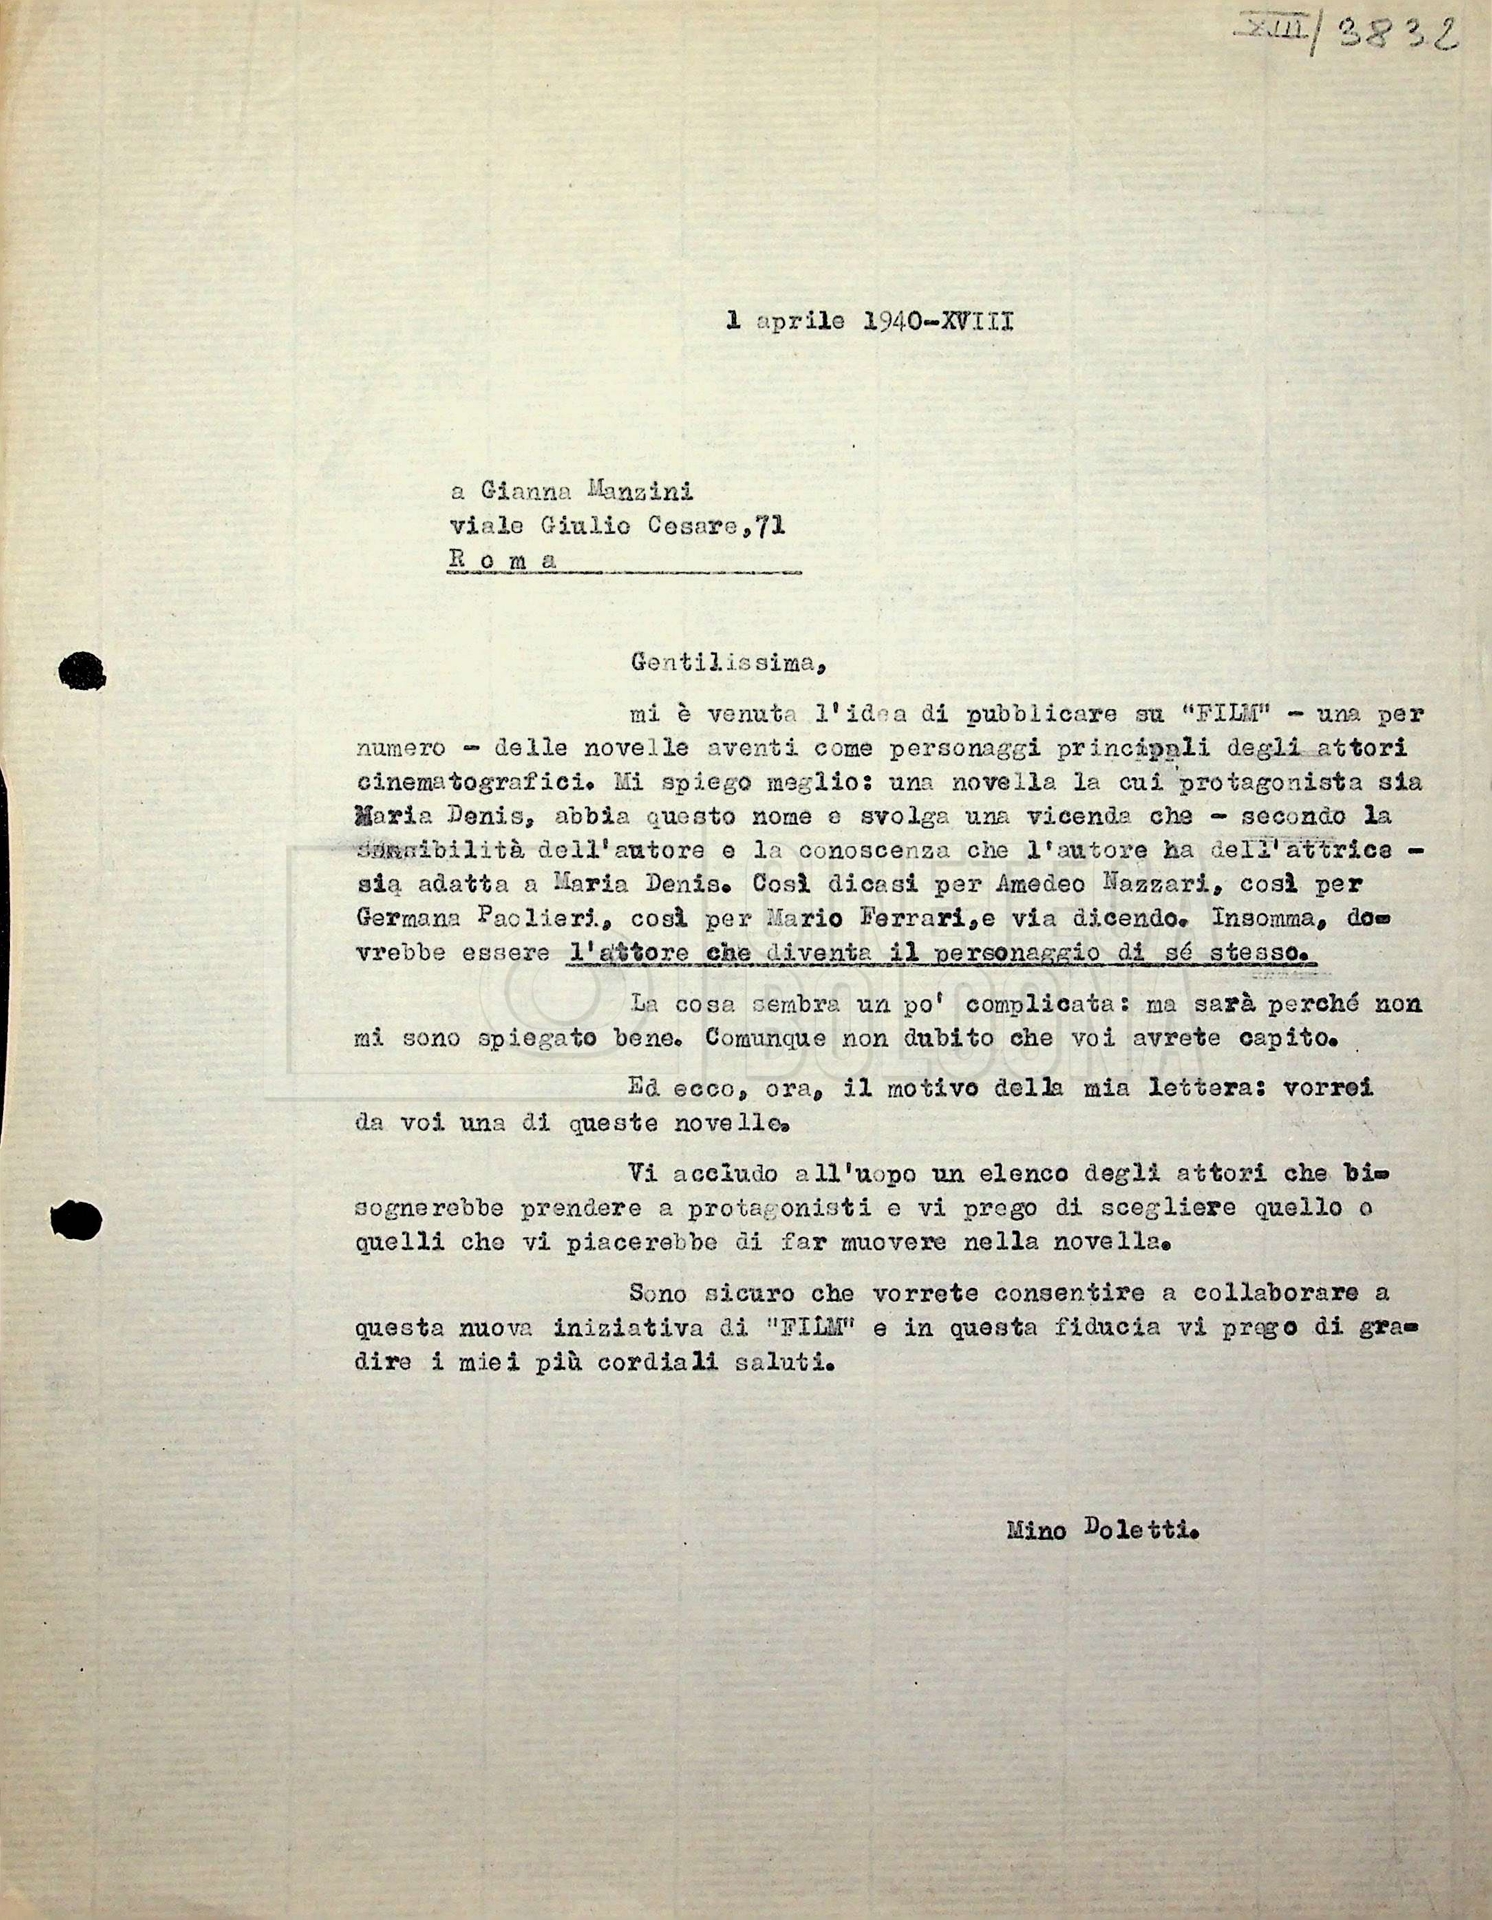 XIII/3832
1 aprile 1940-XVIII
a Gianna Manzini
viale Giulio Cesare,71
R o m a
Gentilissima,
mi è venuta l'idea di pubblicare su "FILM" - una per
numero - delle novelle aventi come personaggi principali degli attori
cinematografici. Mi spiego meglio: una novella la cui protagonista sia
Maria Denis, abbia questo nome e svolga una vicenda che - secondo la
sensibilità dell'autore e la conoscenza che l'autore ha dell'attrice -
sia adatta a Maria Denis. Così dicasi per Amedeo Nazzari, così per
Germana Paolieri, così per Mario Ferrari,e via dicendo. Insomma, do=
vrebbe essere l'attore che diventa il personaggio di sé stesso.
La cosa sembra un po' complicata: ma sarà perché non
mi sono spiegato bene. Comunque non dubito che voi avrete capito.
Ed ecco, ora, il motivo della mia lettera: vorrei
da voi una di queste novelle.
Vi accludo all'uopo un elenco degli attori che bi=
sognerebbe prendere a protagonisti e vi prego di scegliere quello o
quelli che vi piacerebbe di far muovere nella novella.
Sono sicuro che vorrete consentire a collaborare a
questa nuova iniziativa di "FILM" e in questa fiducia vi prego di gra=
dire i miei più cordiali saluti.
Mino Doletti.